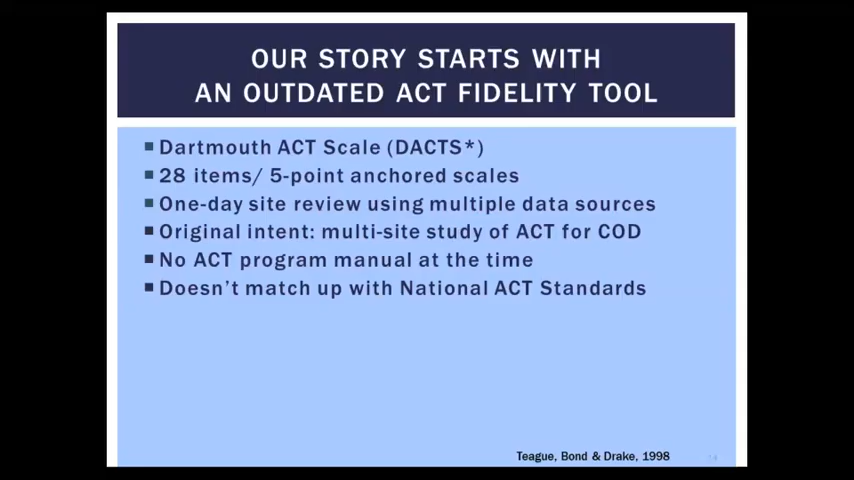 OUR STORY STARTS WITH
AN OUTDATED ACT FIDELITY TOOL
Dartmouth ACT Scale (DACTS*)
28 items/ 5-point anchored scales
One-day site review using multiple data sources
Original intent: multi-site study of ACT for COD
No ACT program manual at the time
Doesn't match up with National ACT Standards
Teague, Bond & Drake, 1998
14